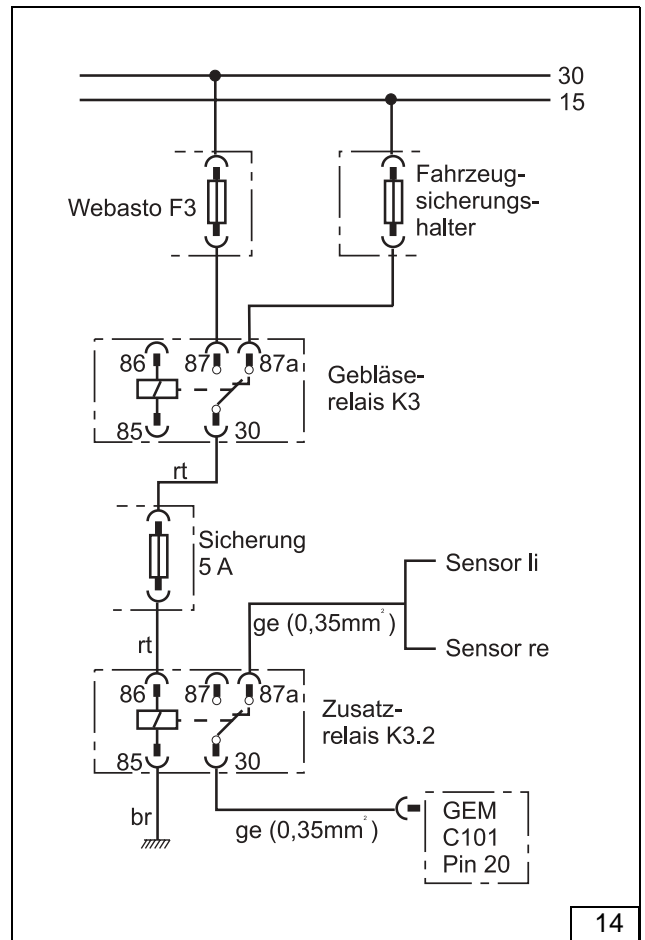 30
15
Webasto F3
Fahrzeug-
sicherungs-
halter
86
87
87a
85
30
Gebläse-
relais K3
rt
Sicherung
5 A
Sensor li
ge (0,35mm²)
Sensor re
rt
86
87
87a
85
30
Zusatz-
relais K3.2
br
ge (0,35mm²)
GEM
C101
Pin 20
14